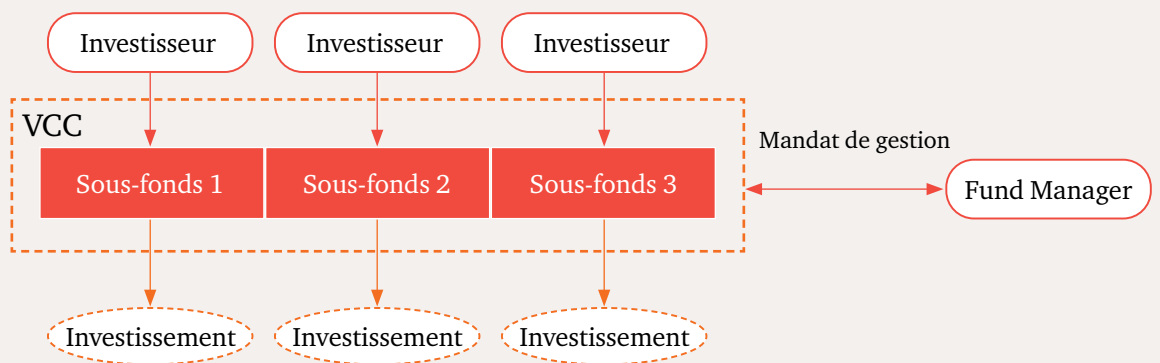 Investisseur
Investisseur
Investisseur
VCC
Mandat de gestion
Sous-fonds 1
Sous-fonds 2
Sous-fonds 3
Fund Manager
Investissement
Investissement
Investissement